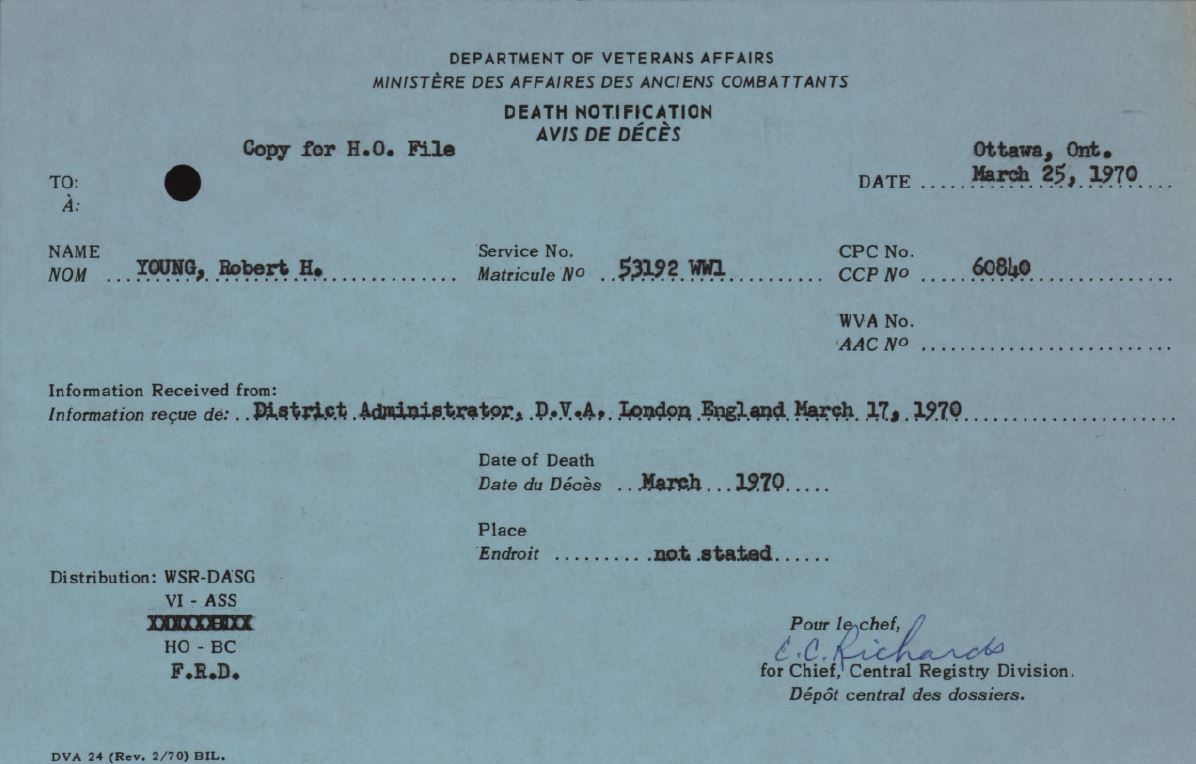 DEPARTMENT OF VETERANS AFFAIRS
MINISTÈRE DES AFFAIRES DES ANCIENS COMBATTANTS
DEATH NOTIFICATION
AVIS DE DÉCÈS
Copy for H.O. File
Ottawa, Ont.
TO:
À:
DATE .... March 25, 1970 ....
NAME
NOM ... YOUNG, Robert H. ................
Service No.
Matricule Nº .. 53192 WW1 ............
CPC No.
CCP Nº ...... 60840 ................
WVA No.
AAC Nº ..........................
Information Received from:
Information reçue de: .. District Administrator, D.V.A. London England March 17, 1970 ..........................
Date of Death
Date du Décès .. March ... 1970 .....
Place
Endroit .......... not stated ......
Distribution: WSR-DASG
VI - ASS
HO - BC
F.R.D.
Pour le chef,
C.C. Richards
for Chief, Central Registry Division.
Dépôt central des dossiers.
DVA 24 (Rev. 2/70) BIL.